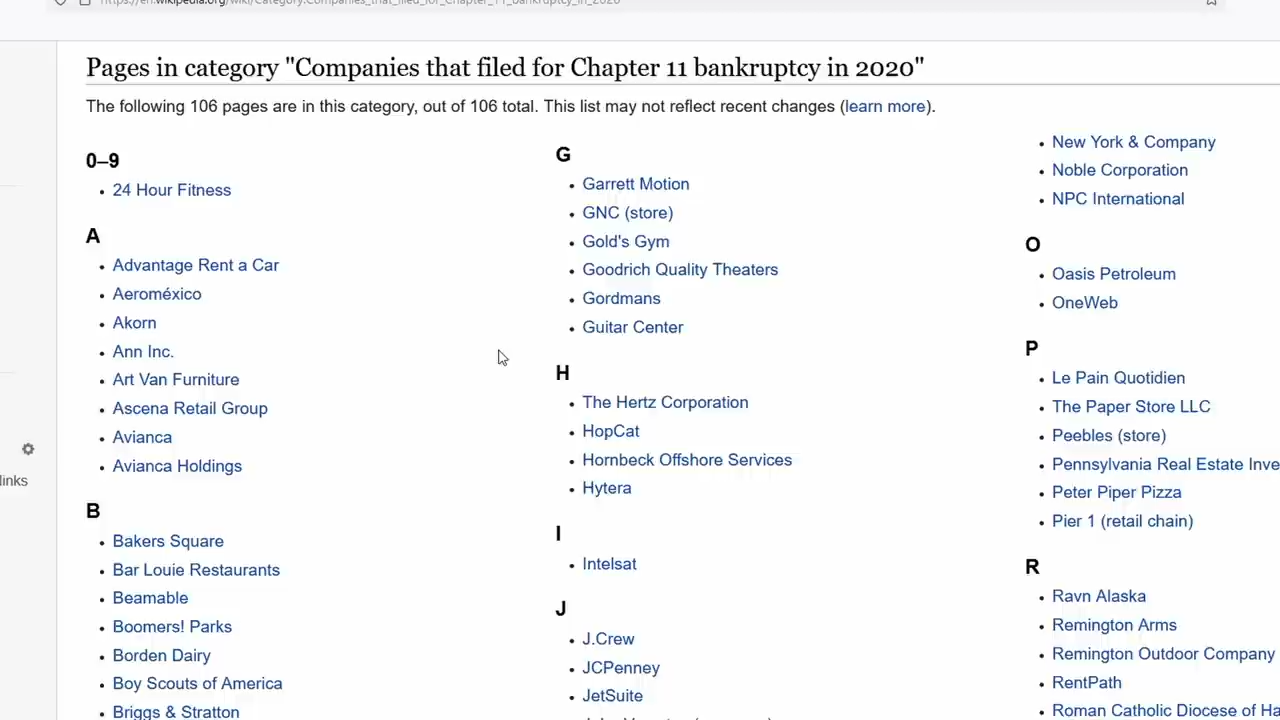 https://en.wikipedia.org/wiki/Category:Companies_that_filed_for_Chapter_11_bankruptcy_in_2020
Pages in category "Companies that filed for Chapter 11 bankruptcy in 2020"
The following 106 pages are in this category, out of 106 total. This list may not reflect recent changes (learn more).
links
0–9
24 Hour Fitness
A
Advantage Rent a Car
Aeroméxico
Akorn
Ann Inc.
Art Van Furniture
Ascena Retail Group
Avianca
Avianca Holdings
B
Bakers Square
Bar Louie Restaurants
Beamable
Boomers! Parks
Borden Dairy
Boy Scouts of America
Briggs & Stratton
G
Garrett Motion
GNC (store)
Gold's Gym
Goodrich Quality Theaters
Gordmans
Guitar Center
H
The Hertz Corporation
HopCat
Hornbeck Offshore Services
Hytera
I
Intelsat
J
J.Crew
JCPenney
JetSuite
New York & Company
Noble Corporation
NPC International
O
Oasis Petroleum
OneWeb
P
Le Pain Quotidien
The Paper Store LLC
Peebles (store)
Pennsylvania Real Estate Inve
Peter Piper Pizza
Pier 1 (retail chain)
R
Ravn Alaska
Remington Arms
Remington Outdoor Company
RentPath
Roman Catholic Diocese of Ha